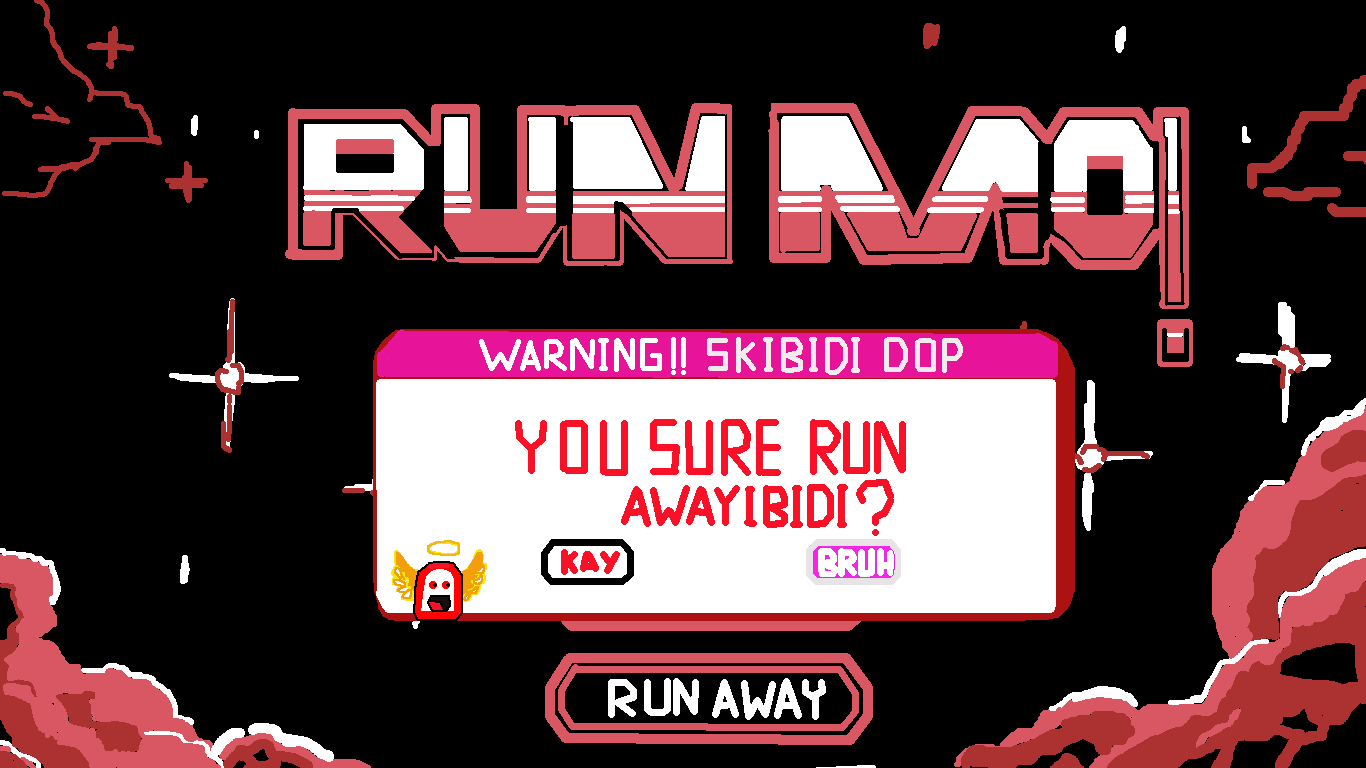 RUN MO!
WARNING!! SKIBIDI DOP
YOU SURE RUN
AWAYIBIDI?
KAY BRUH
RUN AWAY